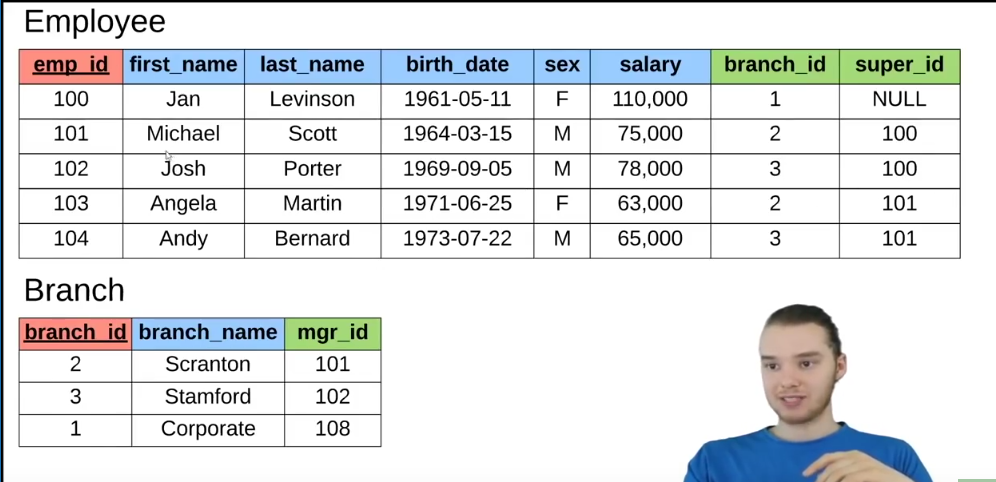 Employee
emp_id first_name last_name birth_date sex salary branch_id super_id
100 Jan Levinson 1961-05-11 F 110,000 1 NULL
101 Michael Scott 1964-03-15 M 75,000 2 100
102 Josh Porter 1969-09-05 M 78,000 3 100
103 Angela Martin 1971-06-25 F 63,000 2 101
104 Andy Bernard 1973-07-22 M 65,000 3 101
Branch
branch_id branch_name mgr_id
2 Scranton 101
3 Stamford 102
1 Corporate 108